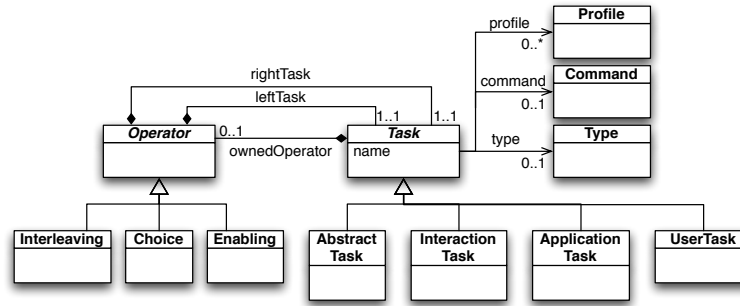 profile
Profile
0..*
rightTask
command
Command
leftTask
0..1
1..1
1..1
Operator
0..1
Task
type
Type
ownedOperator
name
0..1
Interleaving
Choice
Enabling
Abstract
Task
Interaction
Task
Application
Task
UserTask